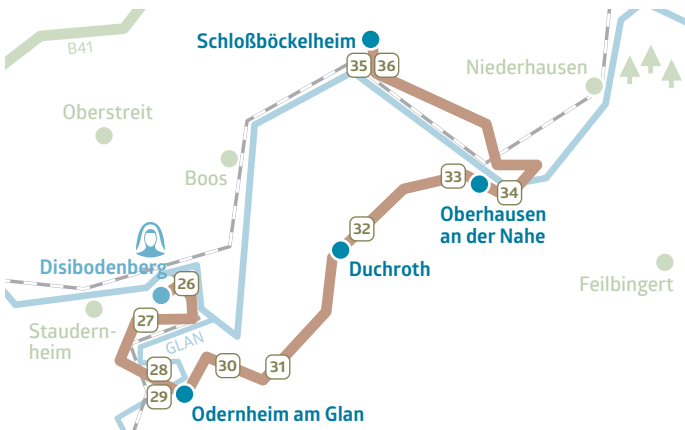 Schloßböckelheim
B41
35
36
Niederhausen
Oberstreit
Boos
33
34
Oberhausen
an der Nahe
32
Duchroth
Disibodenberg
26
Feilbingert
27
Staudern-
heim
GLAN
28
30
31
29
Odernheim am Glan